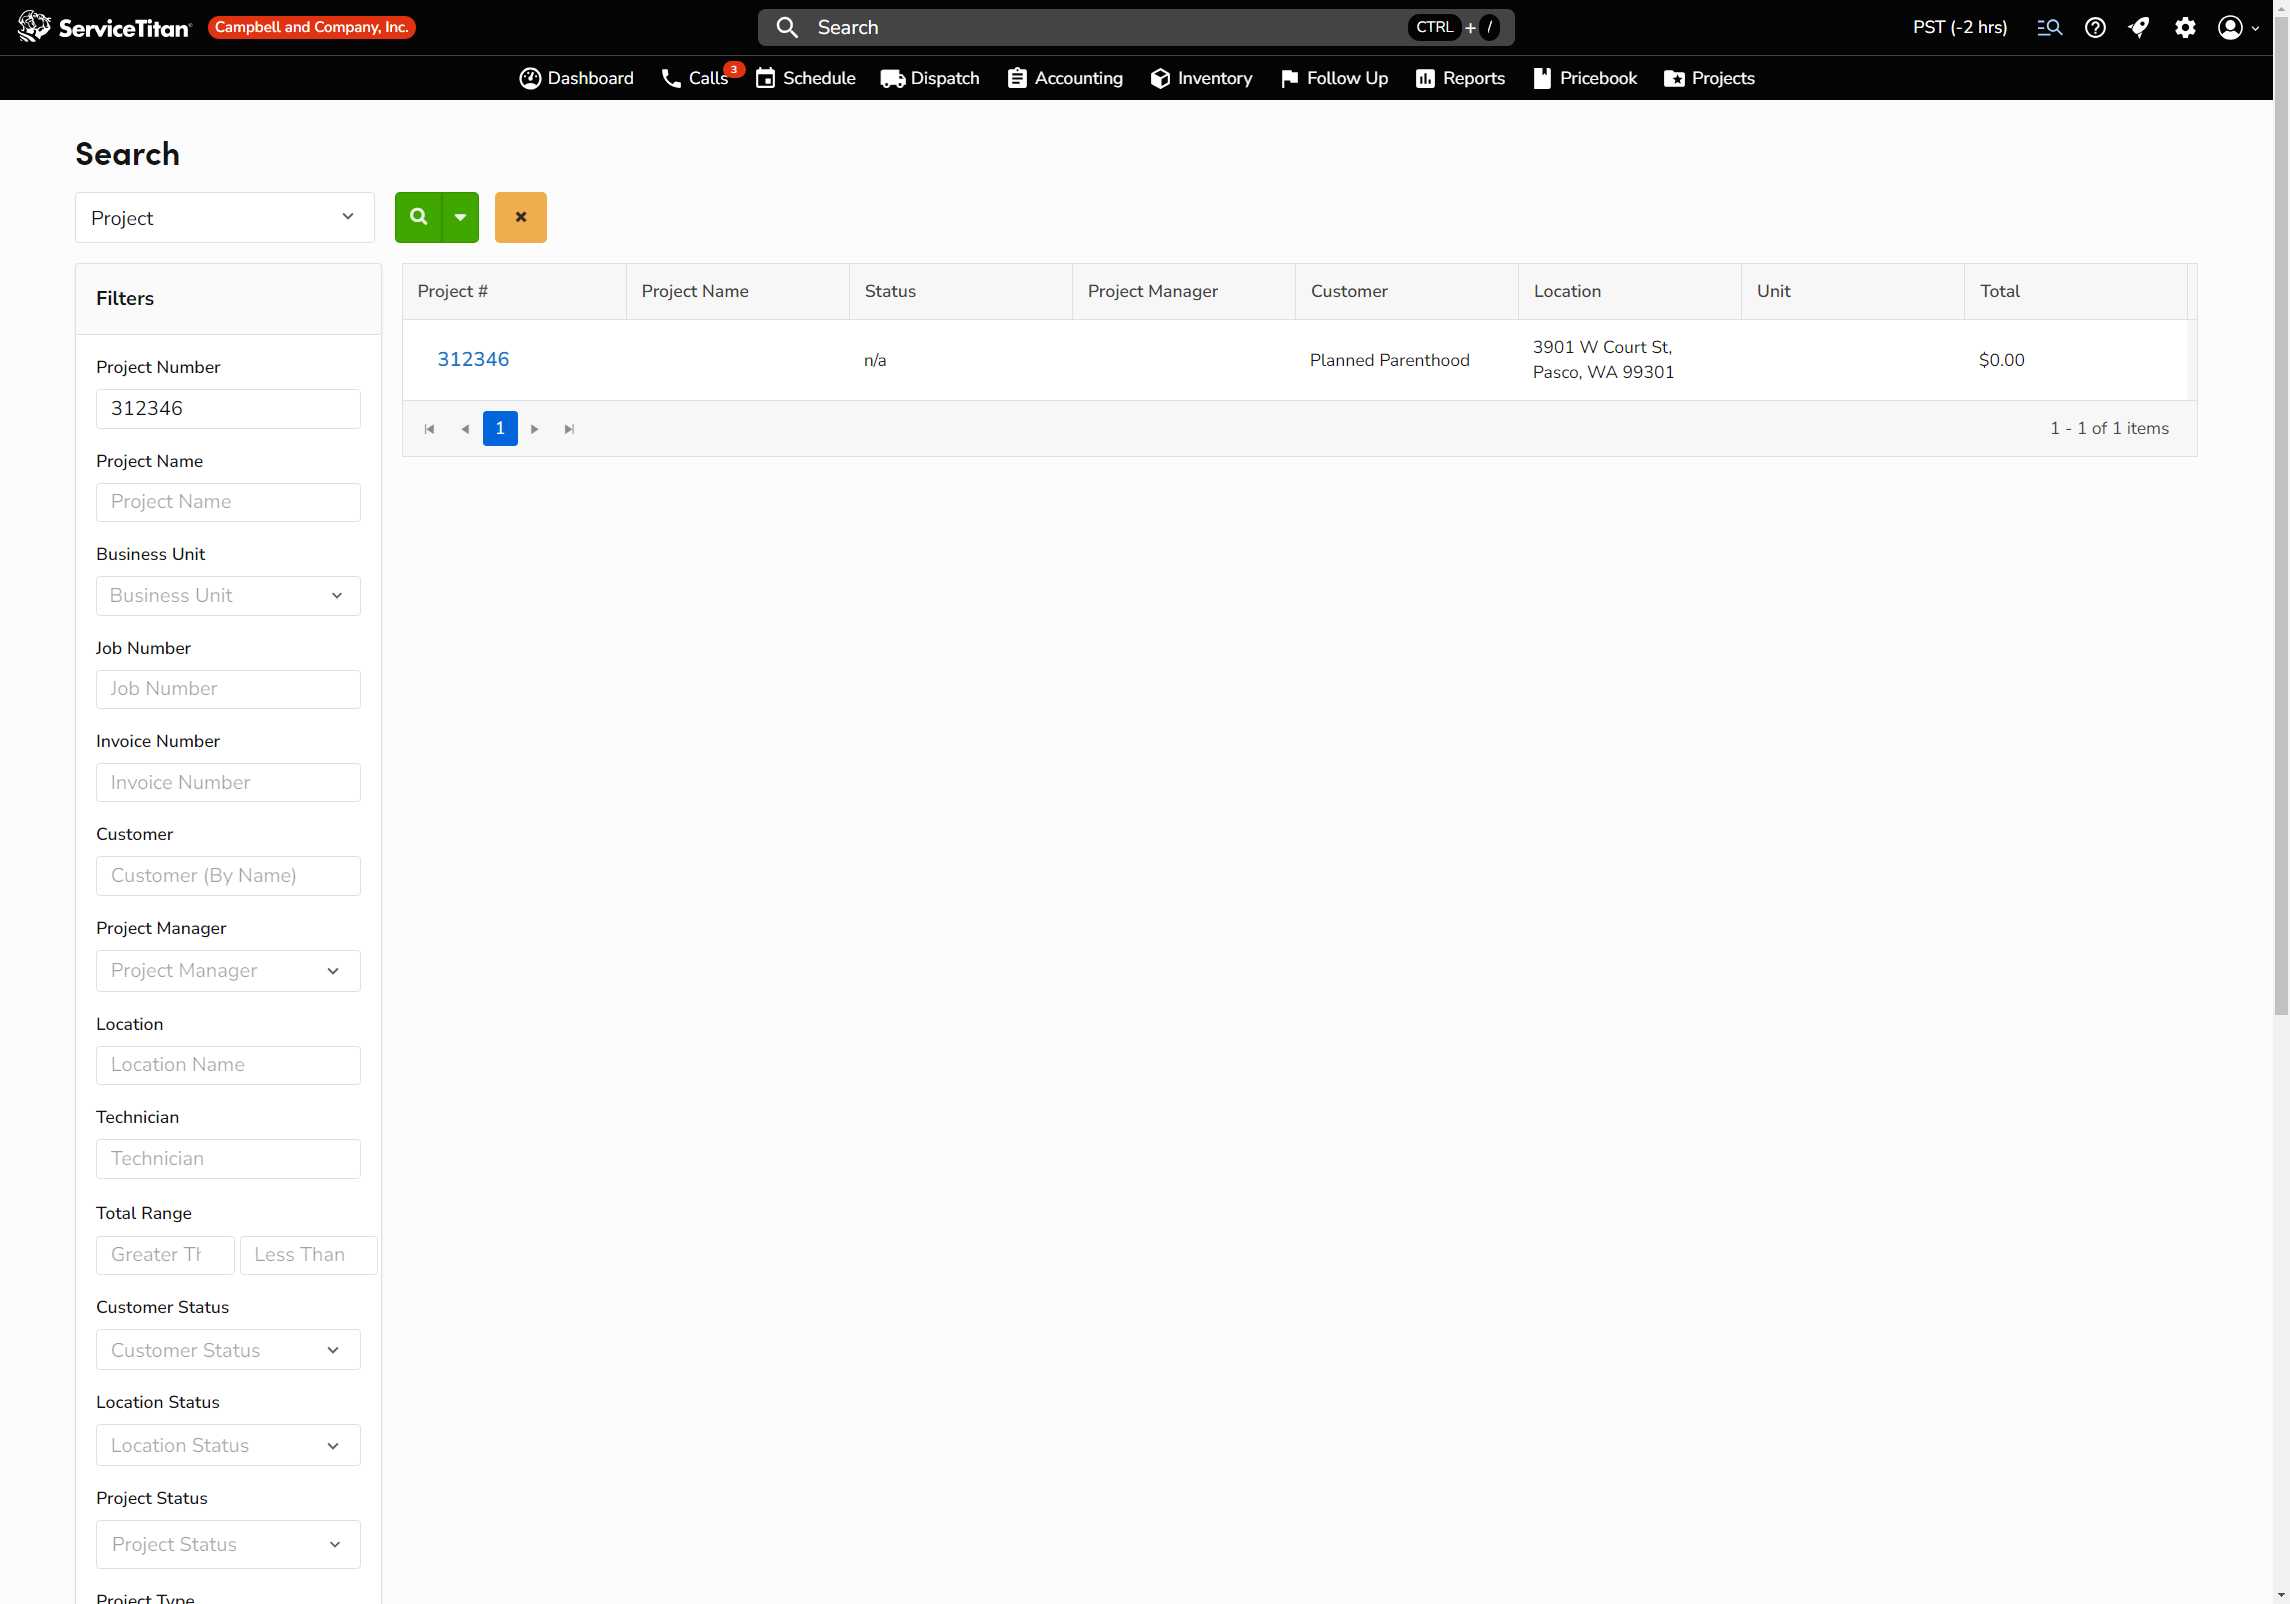 ServiceTitan Campbell and Company, Inc. Search CTRL + / PST (-2 hrs)
Dashboard Calls 3 Schedule Dispatch Accounting Inventory Follow Up Reports Pricebook Projects
Search
Project
Filters
Project Number
312346
Project Name
Project Name
Business Unit
Business Unit
Job Number
Job Number
Invoice Number
Invoice Number
Customer
Customer (By Name)
Project Manager
Project Manager
Location
Location Name
Technician
Technician
Total Range
Greater Th Less Than
Customer Status
Customer Status
Location Status
Location Status
Project Status
Project Status
Project Type
Project # Project Name Status Project Manager Customer Location Unit Total
312346 n/a Planned Parenthood 3901 W Court St, $0.00
Pasco, WA 99301
1 1 - 1 of 1 items